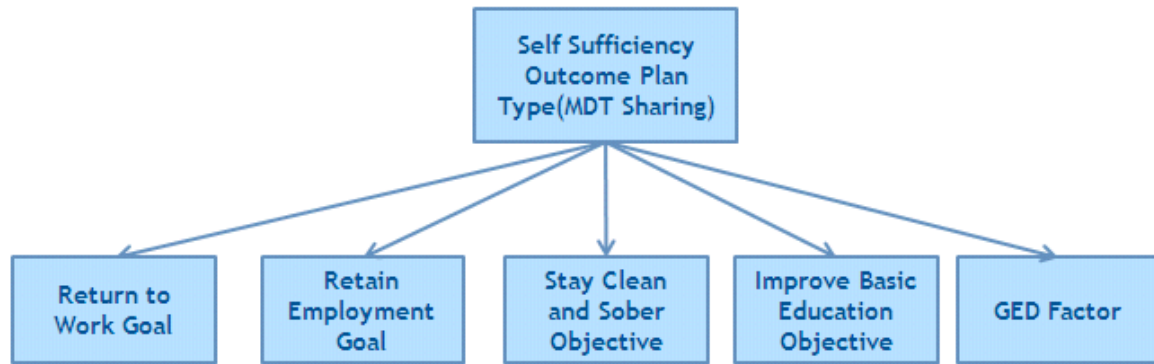 Self Sufficiency
Outcome Plan
Type(MDT Sharing)
Return to
Work Goal
Retain
Employment
Goal
Stay Clean
and Sober
Objective
Improve Basic
Education
Objective
GED Factor